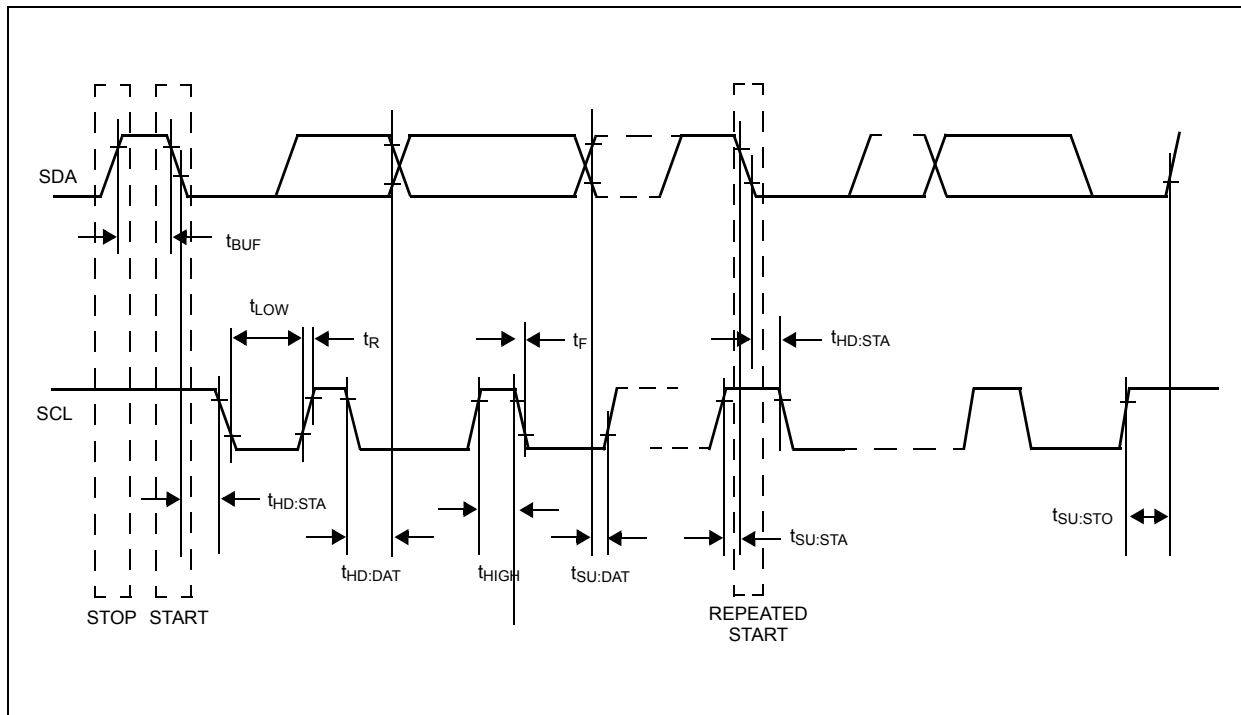 SDA
tBUF
tLOW
tR
tF
tHD:STA
SCL
tHD:STA
tSU:STO
tSU:STA
tHD:DAT
tHIGH
tSU:DAT
STOP
START
REPEATED
START